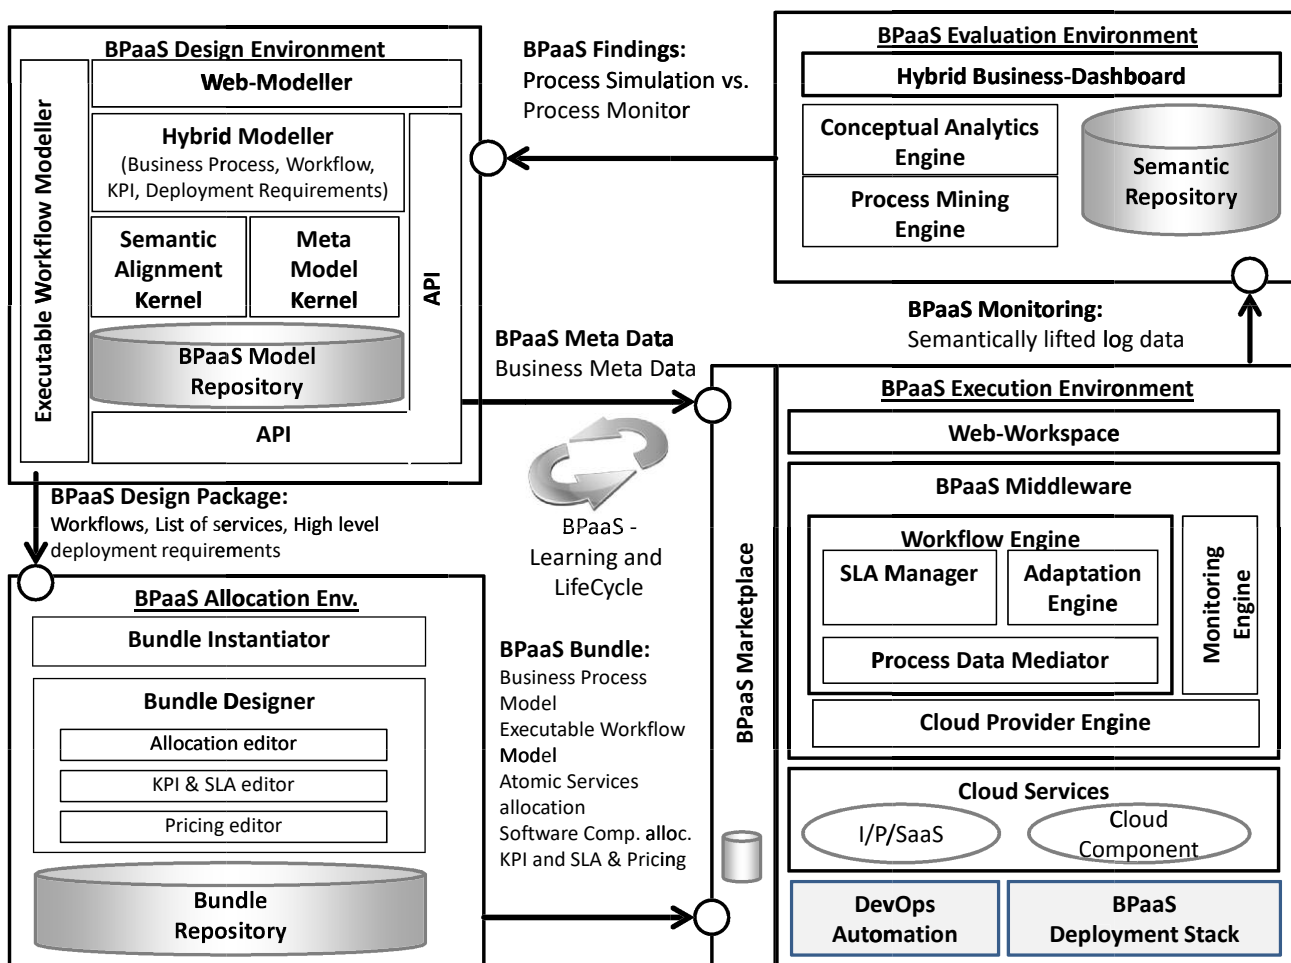 BPaaS Design Environment
Web-Modeller
Executable Workflow Modeller
Hybrid Modeller
(Business Process, Workflow,
KPI, Deployment Requirements)
Semantic
Alignment
Kernel
Meta
Model
Kernel
API
BPaaS Model
Repository
API
BPaaS Findings:
Process Simulation vs.
Process Monitor
BPaaS Evaluation Environment
Hybrid Business-Dashboard
Conceptual Analytics
Engine
Process Mining
Engine
Semantic
Repository
BPaaS Monitoring:
Semantically lifted log data
BPaaS Meta Data
Business Meta Data
BPaaS -
Learning and
LifeCycle
BPaaS Design Package:
Workflows, List of services, High level
deployment requirements
BPaaS Allocation Env.
Bundle Instantiator
Bundle Designer
Allocation editor
KPI & SLA editor
Pricing editor
Bundle
Repository
BPaaS Bundle:
Business Process
Model
Executable Workflow
Model
Atomic Services
allocation
Software Comp. alloc.
KPI and SLA & Pricing
BPaaS Marketplace
BPaaS Execution Environment
Web-Workspace
BPaaS Middleware
Workflow Engine
SLA Manager
Adaptation
Engine
Process Data Mediator
Monitoring
Engine
Cloud Provider Engine
Cloud Services
I/P/SaaS
Cloud
Component
DevOps
Automation
BPaaS
Deployment Stack